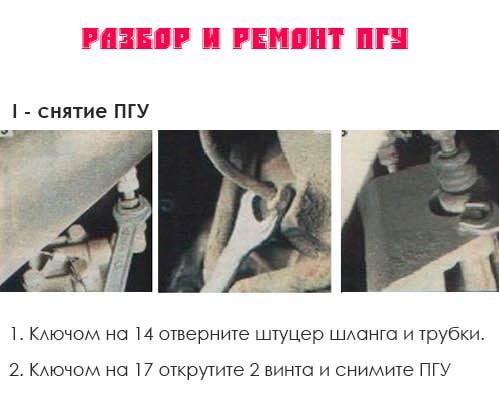 РАЗБОР И РЕМОНТ ПГУ
I - снятие ПГУ
1. Ключом на 14 отверните штуцер шланга и трубки.
2. Ключом на 17 открутите 2 винта и снимите ПГУ